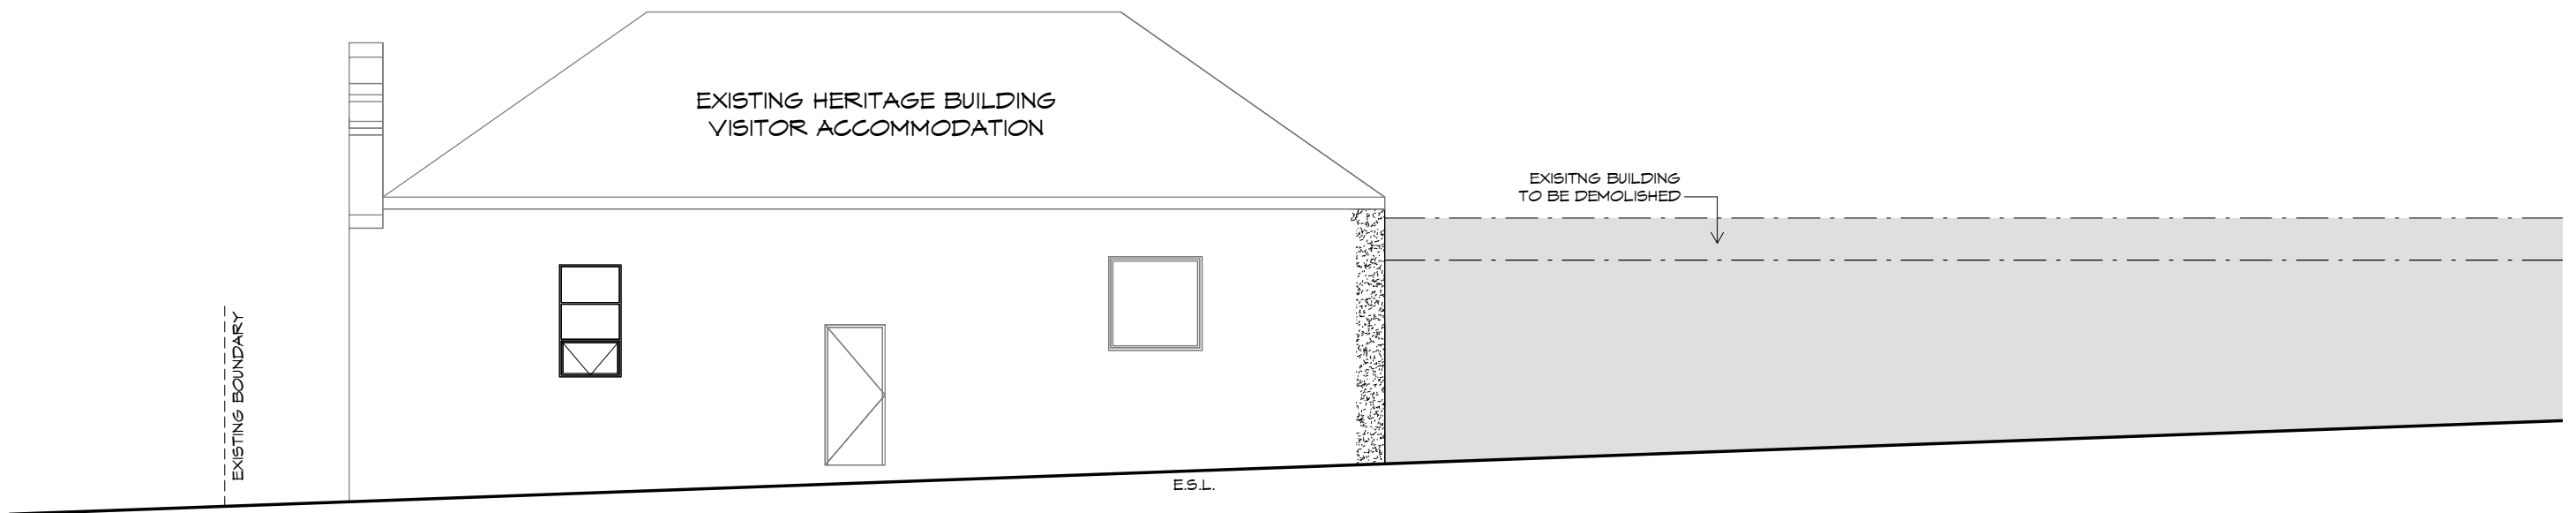 EXISTING HERITAGE BUILDING
VISITOR ACCOMMODATION
EXISITNG BUILDING
TO BE DEMOLISHED
EXISTING BOUNDARY
E.S.L.